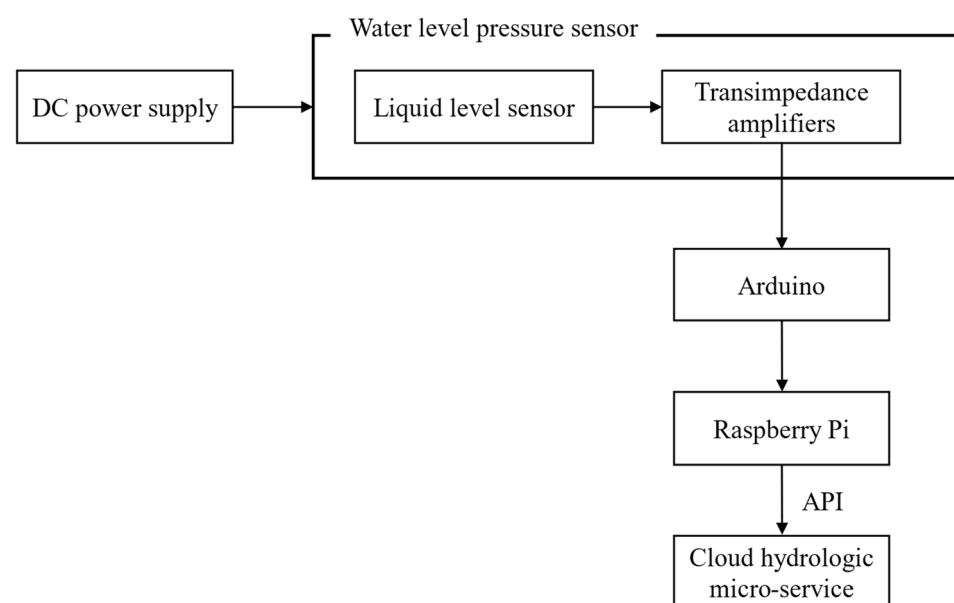 Water level pressure sensor
DC power supply
Liquid level sensor
Transimpedance
amplifiers
Arduino
Raspberry Pi
API
Cloud hydrologic
micro-service